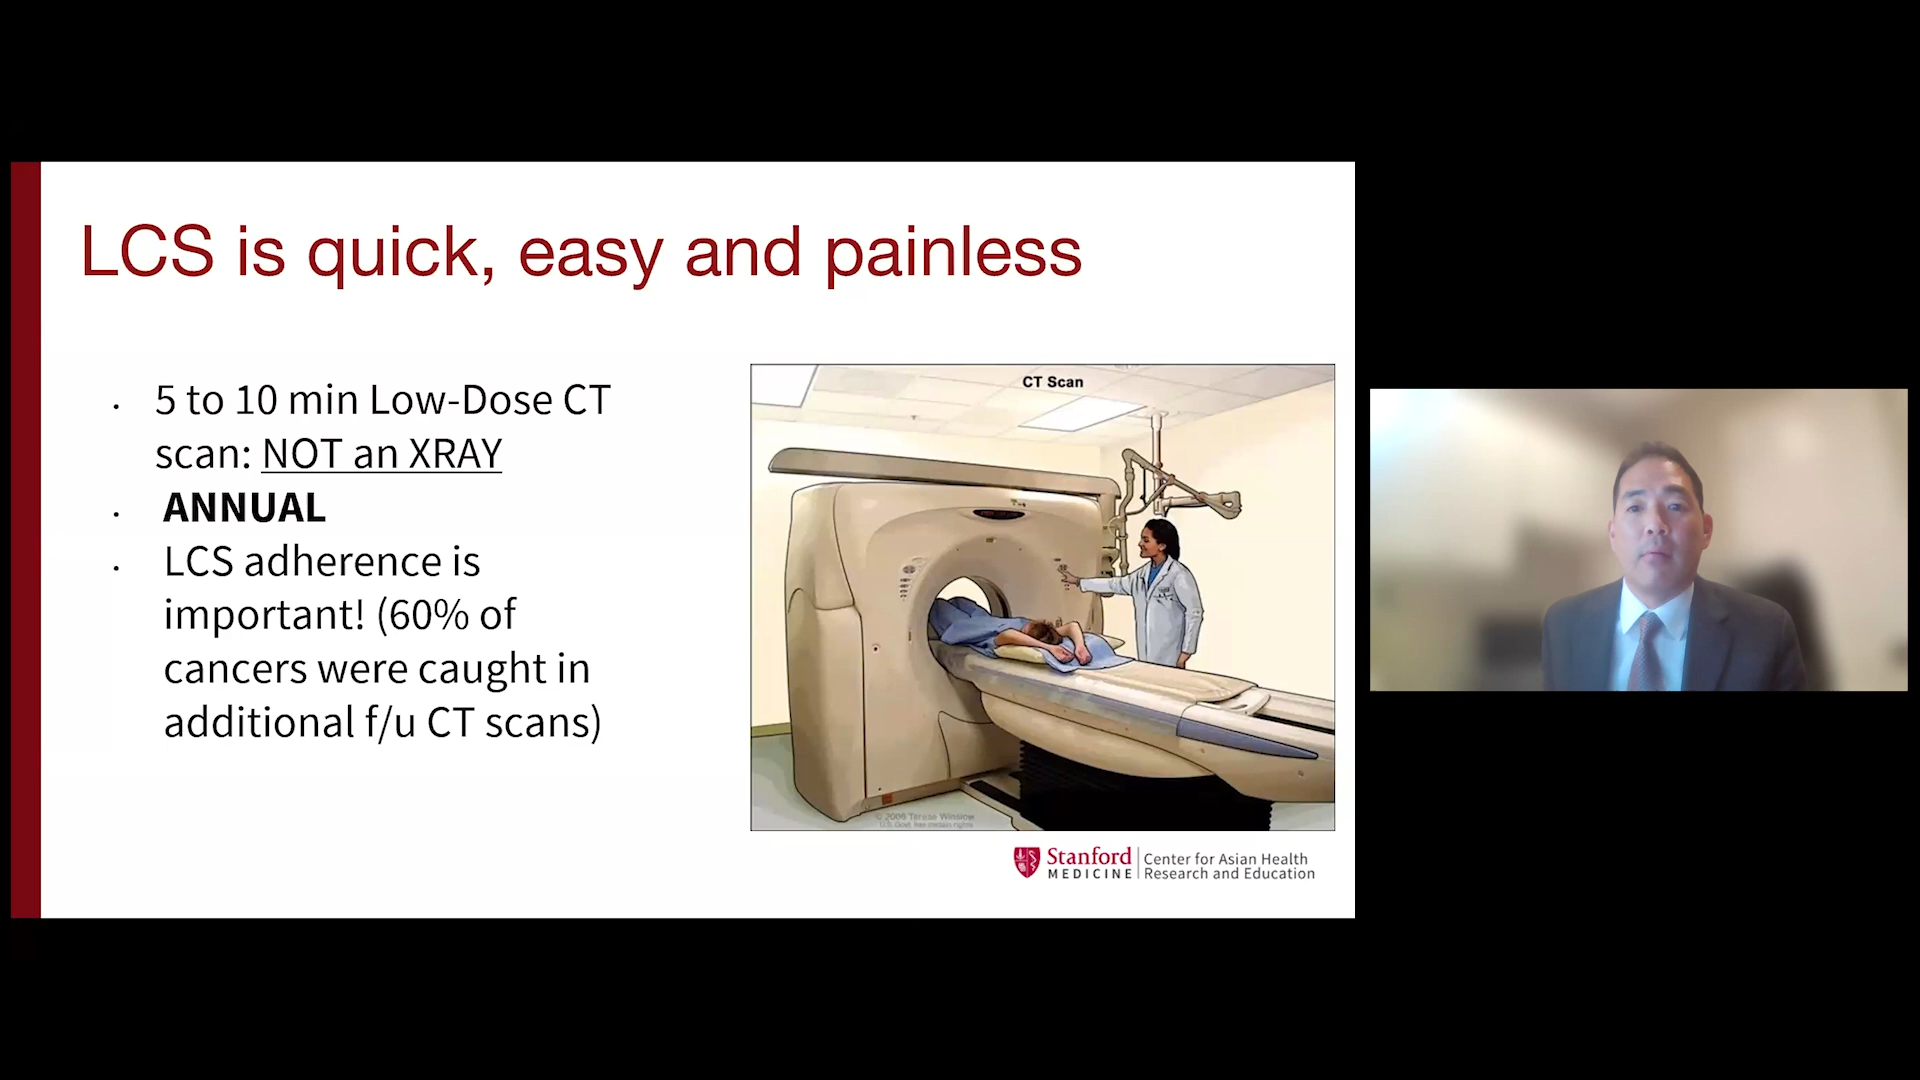 LCS is quick, easy and painless
5 to 10 min Low-Dose CT
scan: NOT an XRAY
ANNUAL
LCS adherence is
important! (60% of
cancers were caught in
additional f/u CT scans)
CT Scan
© 2006 Terese Winslow
U.S. Govt. has certain rights
Stanford
MEDICINE
Center for Asian Health
Research and Education